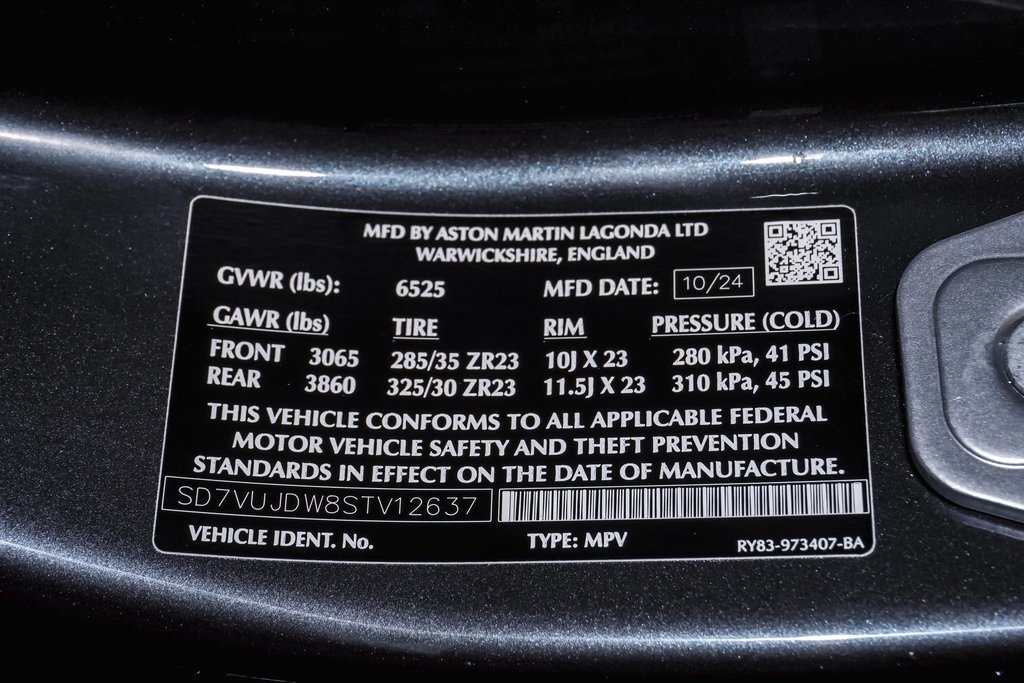 MFD BY ASTON MARTIN LAGONDA LTD
WARWICKSHIRE, ENGLAND
GVWR (lbs): 6525 MFD DATE: 10/24
GAWR (lbs) TIRE RIM PRESSURE (COLD)
FRONT 3065 285/35 ZR23 10J X 23 280 kPa, 41 PSI
REAR 3860 325/30 ZR23 11.5J X 23 310 kPa, 45 PSI
THIS VEHICLE CONFORMS TO ALL APPLICABLE FEDERAL
MOTOR VEHICLE SAFETY AND THEFT PREVENTION
STANDARDS IN EFFECT ON THE DATE OF MANUFACTURE.
SD7VUJDW8STV12637
VEHICLE IDENT. No. TYPE: MPV RY83-973407-BA